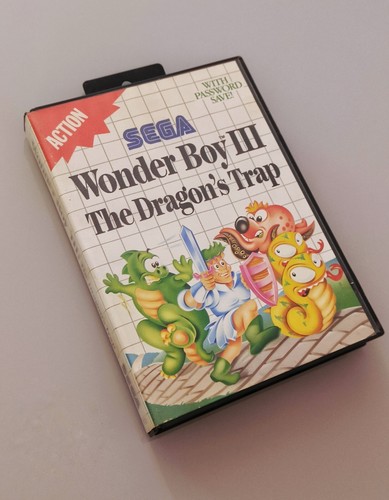 ACTION
WITH
PASSWORD
SAVE!
SEGA
Wonder Boy III
The Dragon's Trap